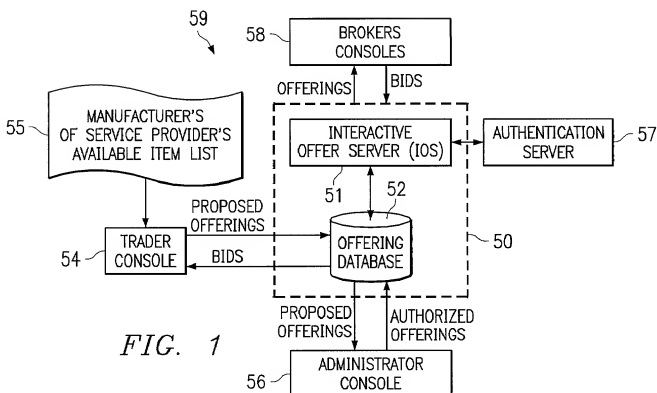 59
58
BROKERS
CONSOLES
OFFERINGS
BIDS
55
MANUFACTURER'S
OF SERVICE PROVIDER'S
AVAILABLE ITEM LIST
INTERACTIVE
OFFER SERVER (IOS)
AUTHENTICATION
SERVER
57
51
52
PROPOSED
OFFERINGS
54
TRADER
CONSOLE
OFFERING
DATABASE
50
BIDS
PROPOSED
OFFERINGS
AUTHORIZED
OFFERINGS
FIG. 1
56
ADMINISTRATOR
CONSOLE